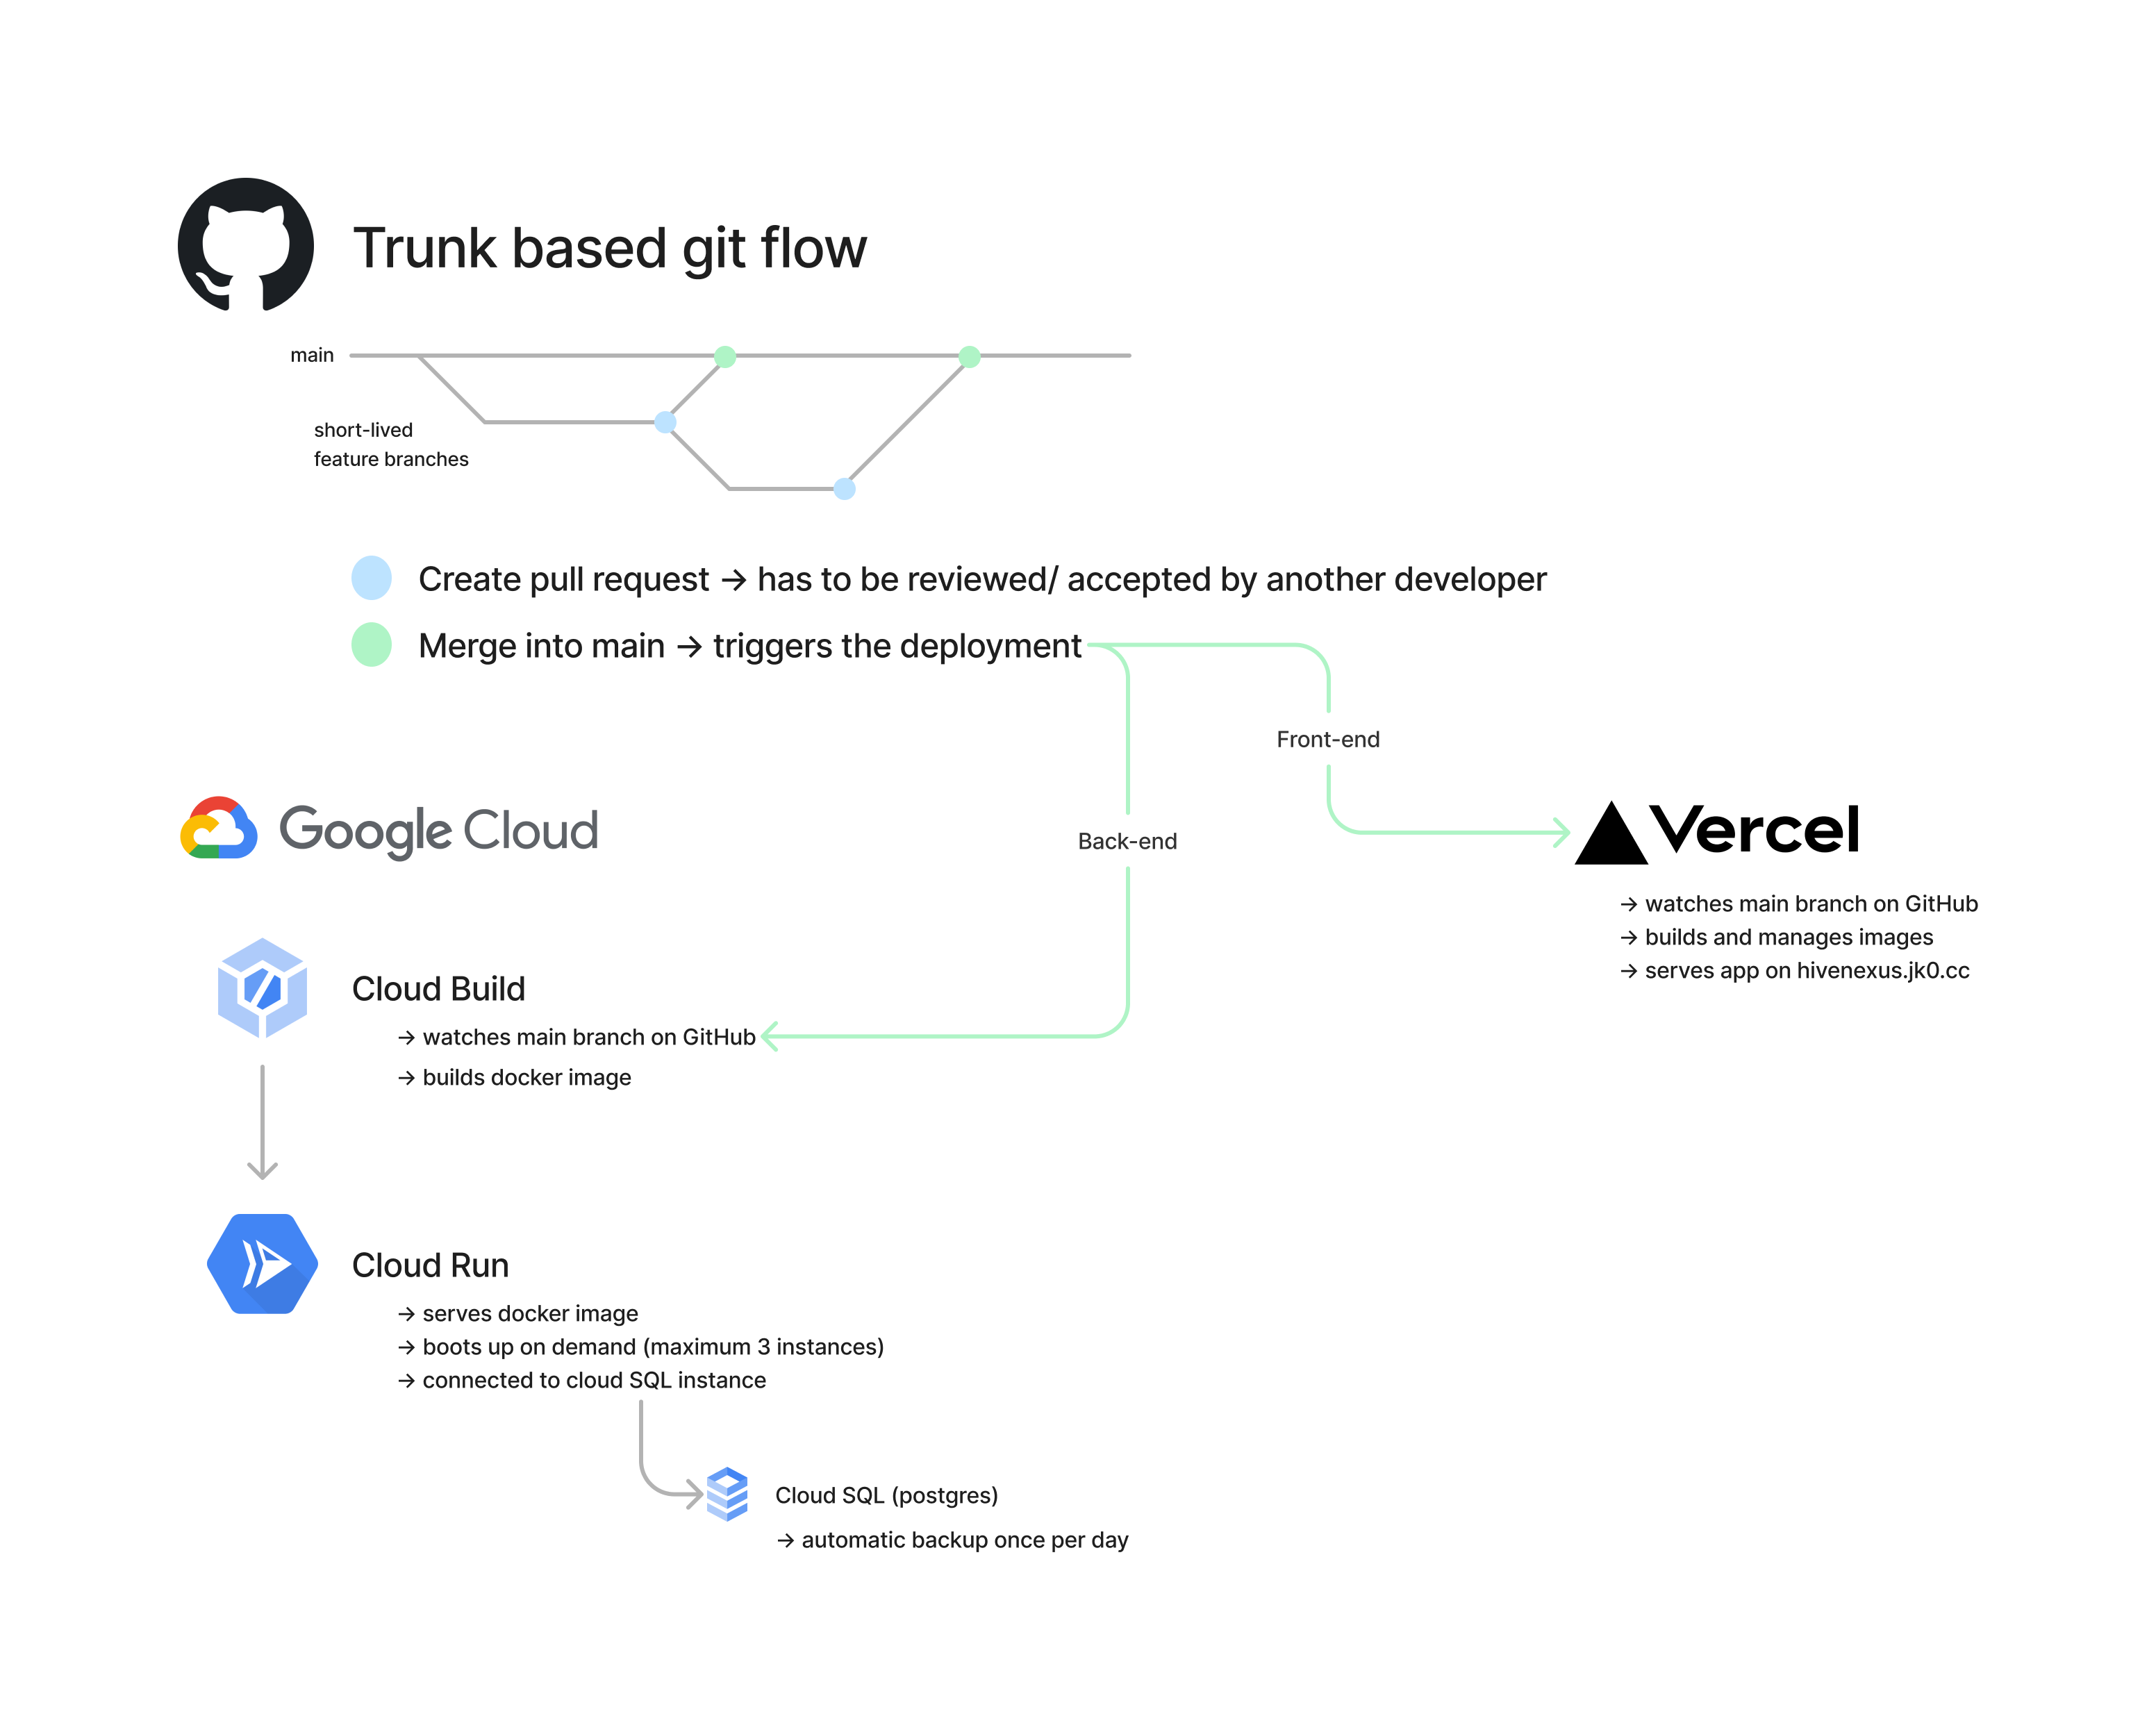 Trunk based git flow
main
short-lived
feature branches
Create pull request → has to be reviewed/ accepted by another developer
Merge into main → triggers the deployment
Front-end
Google Cloud
Back-end
Vercel
→ watches main branch on GitHub
→ builds and manages images
→ serves app on hivenexus.jk0.cc
Cloud Build
→ watches main branch on GitHub
→ builds docker image
Cloud Run
→ serves docker image
→ boots up on demand (maximum 3 instances)
→ connected to cloud SQL instance
Cloud SQL (postgres)
→ automatic backup once per day